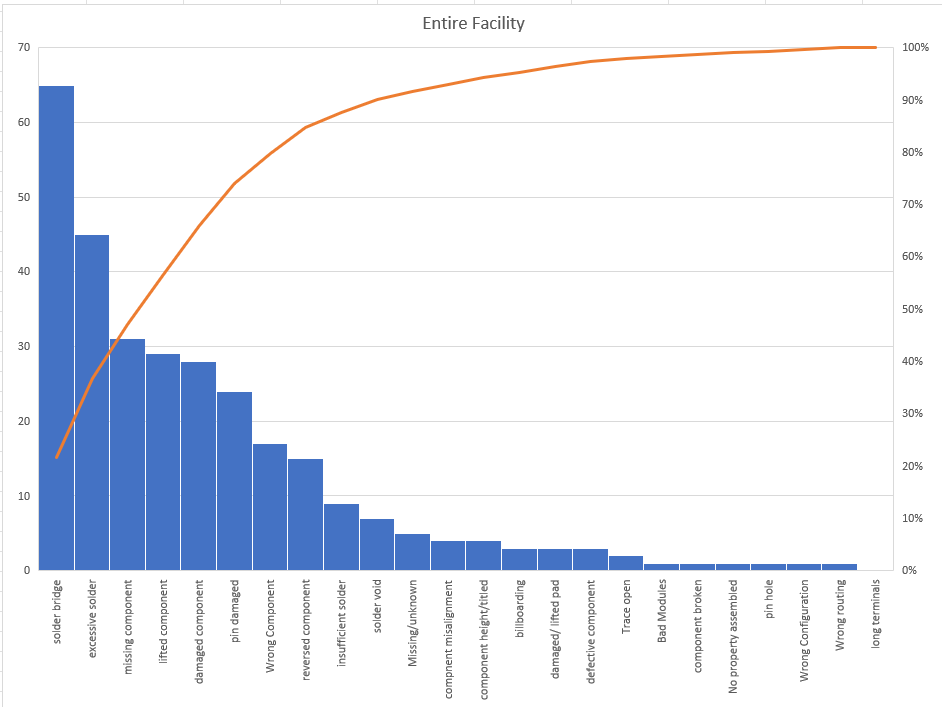 Entire Facility
70
60
50
40
30
20
10
0
100%
90%
80%
70%
60%
50%
40%
30%
20%
10%
0%
solder bridge
excessive solder
missing component
lifted component
damaged component
pin damaged
Wrong Component
reversed component
insufficient solder
solder void
Missing/unknown
compnent misalignment
component height/titled
billboarding
damaged/ lifted pad
defective component
Trace open
Bad Modules
component broken
No property assembled
pin hole
Wrong Configuration
Wrong routing
long terminals